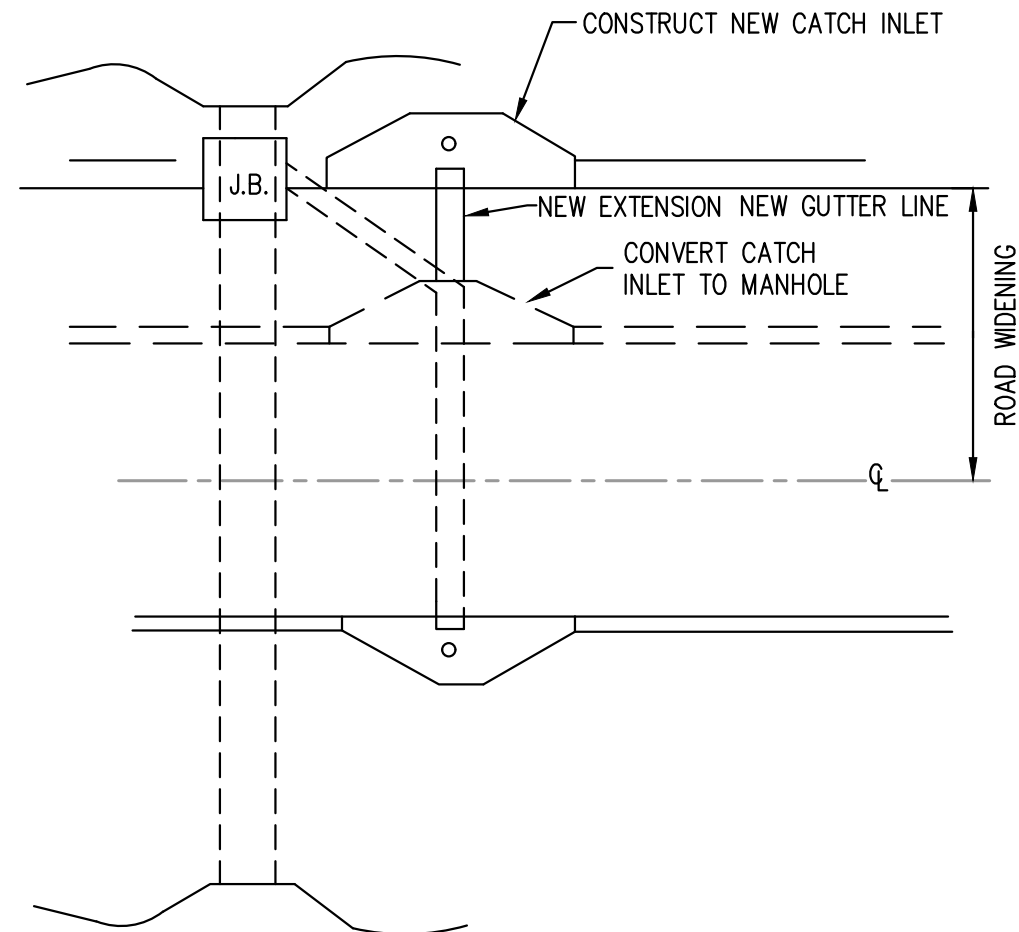 CONSTRUCT NEW CATCH INLET
J.B.
NEW EXTENSION NEW GUTTER LINE
CONVERT CATCH
INLET TO MANHOLE
ROAD WIDENING
℄